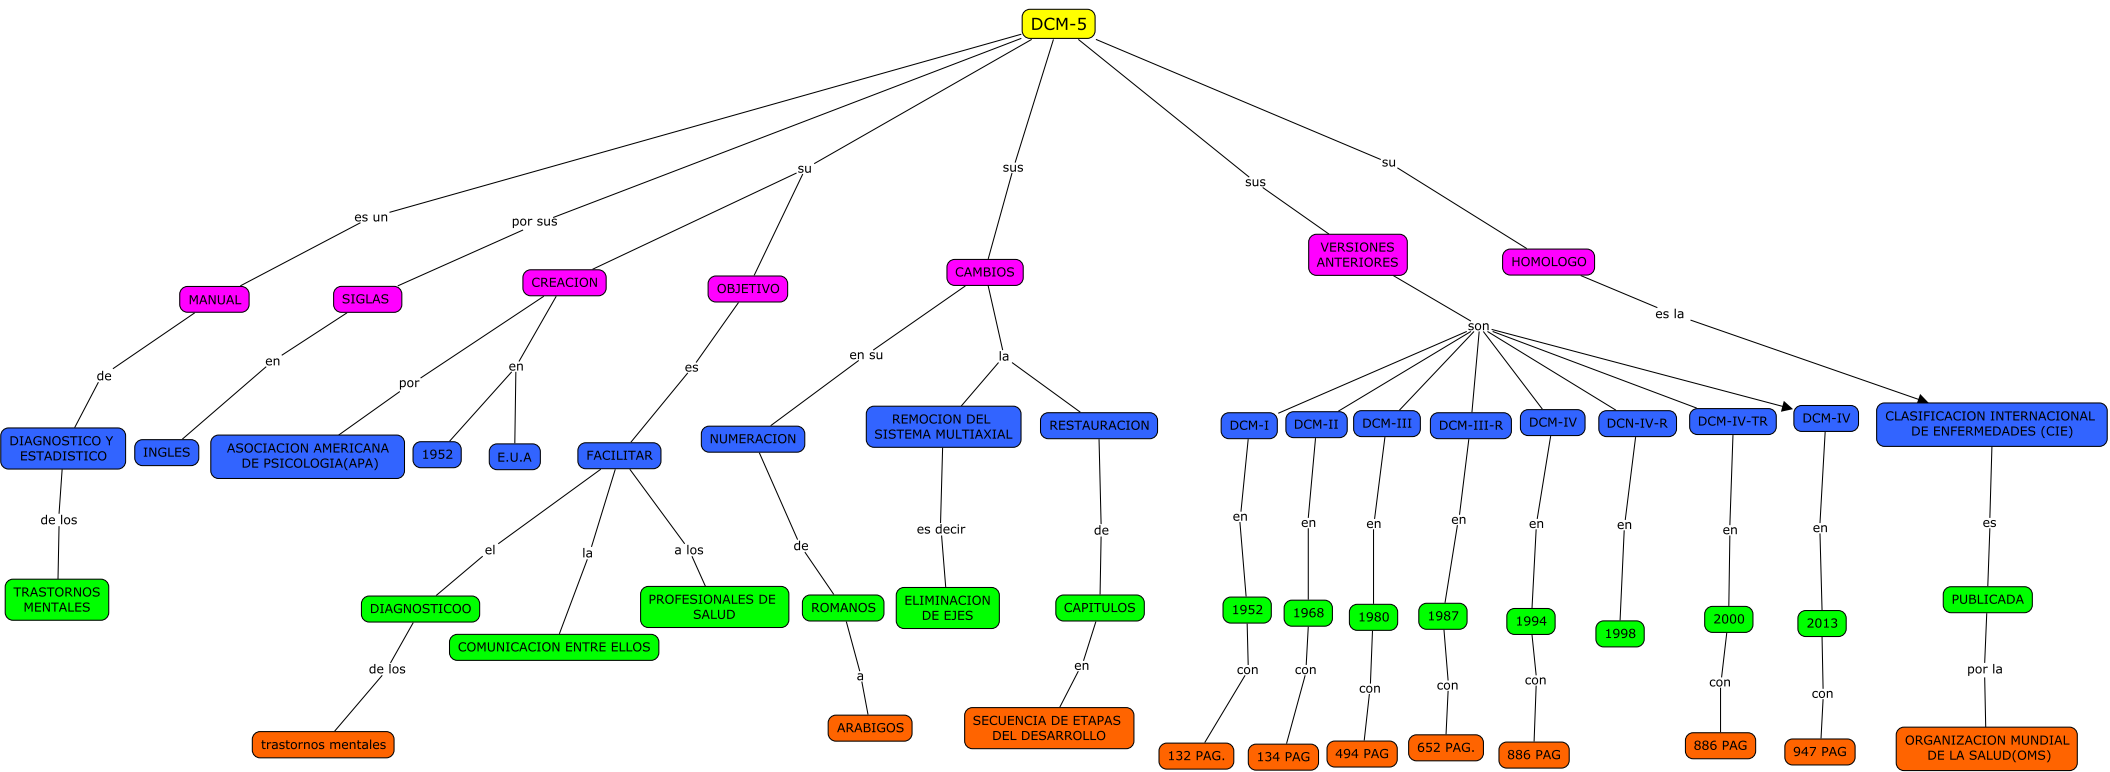 DCM-5
su
su
sus
sus
es un
por sus
VERSIONES
ANTERIORES
HOMOLOGO
CREACION
CAMBIOS
OBJETIVO
MANUAL
SIGLAS
es la
son
en su
la
en
en
es
de
por
DIAGNOSTICO Y
ESTADISTICO
INGLES
ASOCIACION AMERICANA
DE PSICOLOGIA(APA)
1952
E.U.A
FACILITAR
NUMERACION
REMOCION DEL
SISTEMA MULTIAXIAL
RESTAURACION
DCM-I
DCM-II
DCM-III
DCM-III-R
DCM-IV
DCN-IV-R
DCM-IV-TR
DCM-IV
CLASIFICACION INTERNACIONAL
DE ENFERMEDADES (CIE)
de los
el
la
a los
de
es decir
de
en
en
en
en
en
en
en
en
es
TRASTORNOS
MENTALES
DIAGNOSTICOO
COMUNICACION ENTRE ELLOS
PROFESIONALES DE
SALUD
ROMANOS
ELIMINACION
DE EJES
CAPITULOS
1952
1968
1980
1987
1994
1998
2000
2013
PUBLICADA
de los
a
en
con
con
con
con
con
con
con
por la
trastornos mentales
ARABIGOS
SECUENCIA DE ETAPAS
DEL DESARROLLO
132 PAG.
134 PAG
494 PAG
652 PAG.
886 PAG
886 PAG
947 PAG
ORGANIZACION MUNDIAL
DE LA SALUD(OMS)